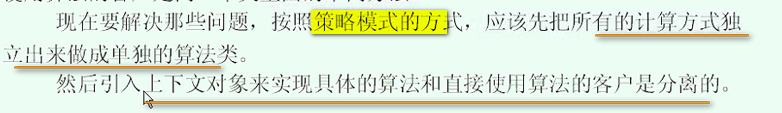 现在要解决那些问题，按照策略模式的方式，应该先把所有的计算方式独
立出来做成单独的算法类。
然后引入上下文对象来实现具体的算法和直接使用算法的客户是分离的。